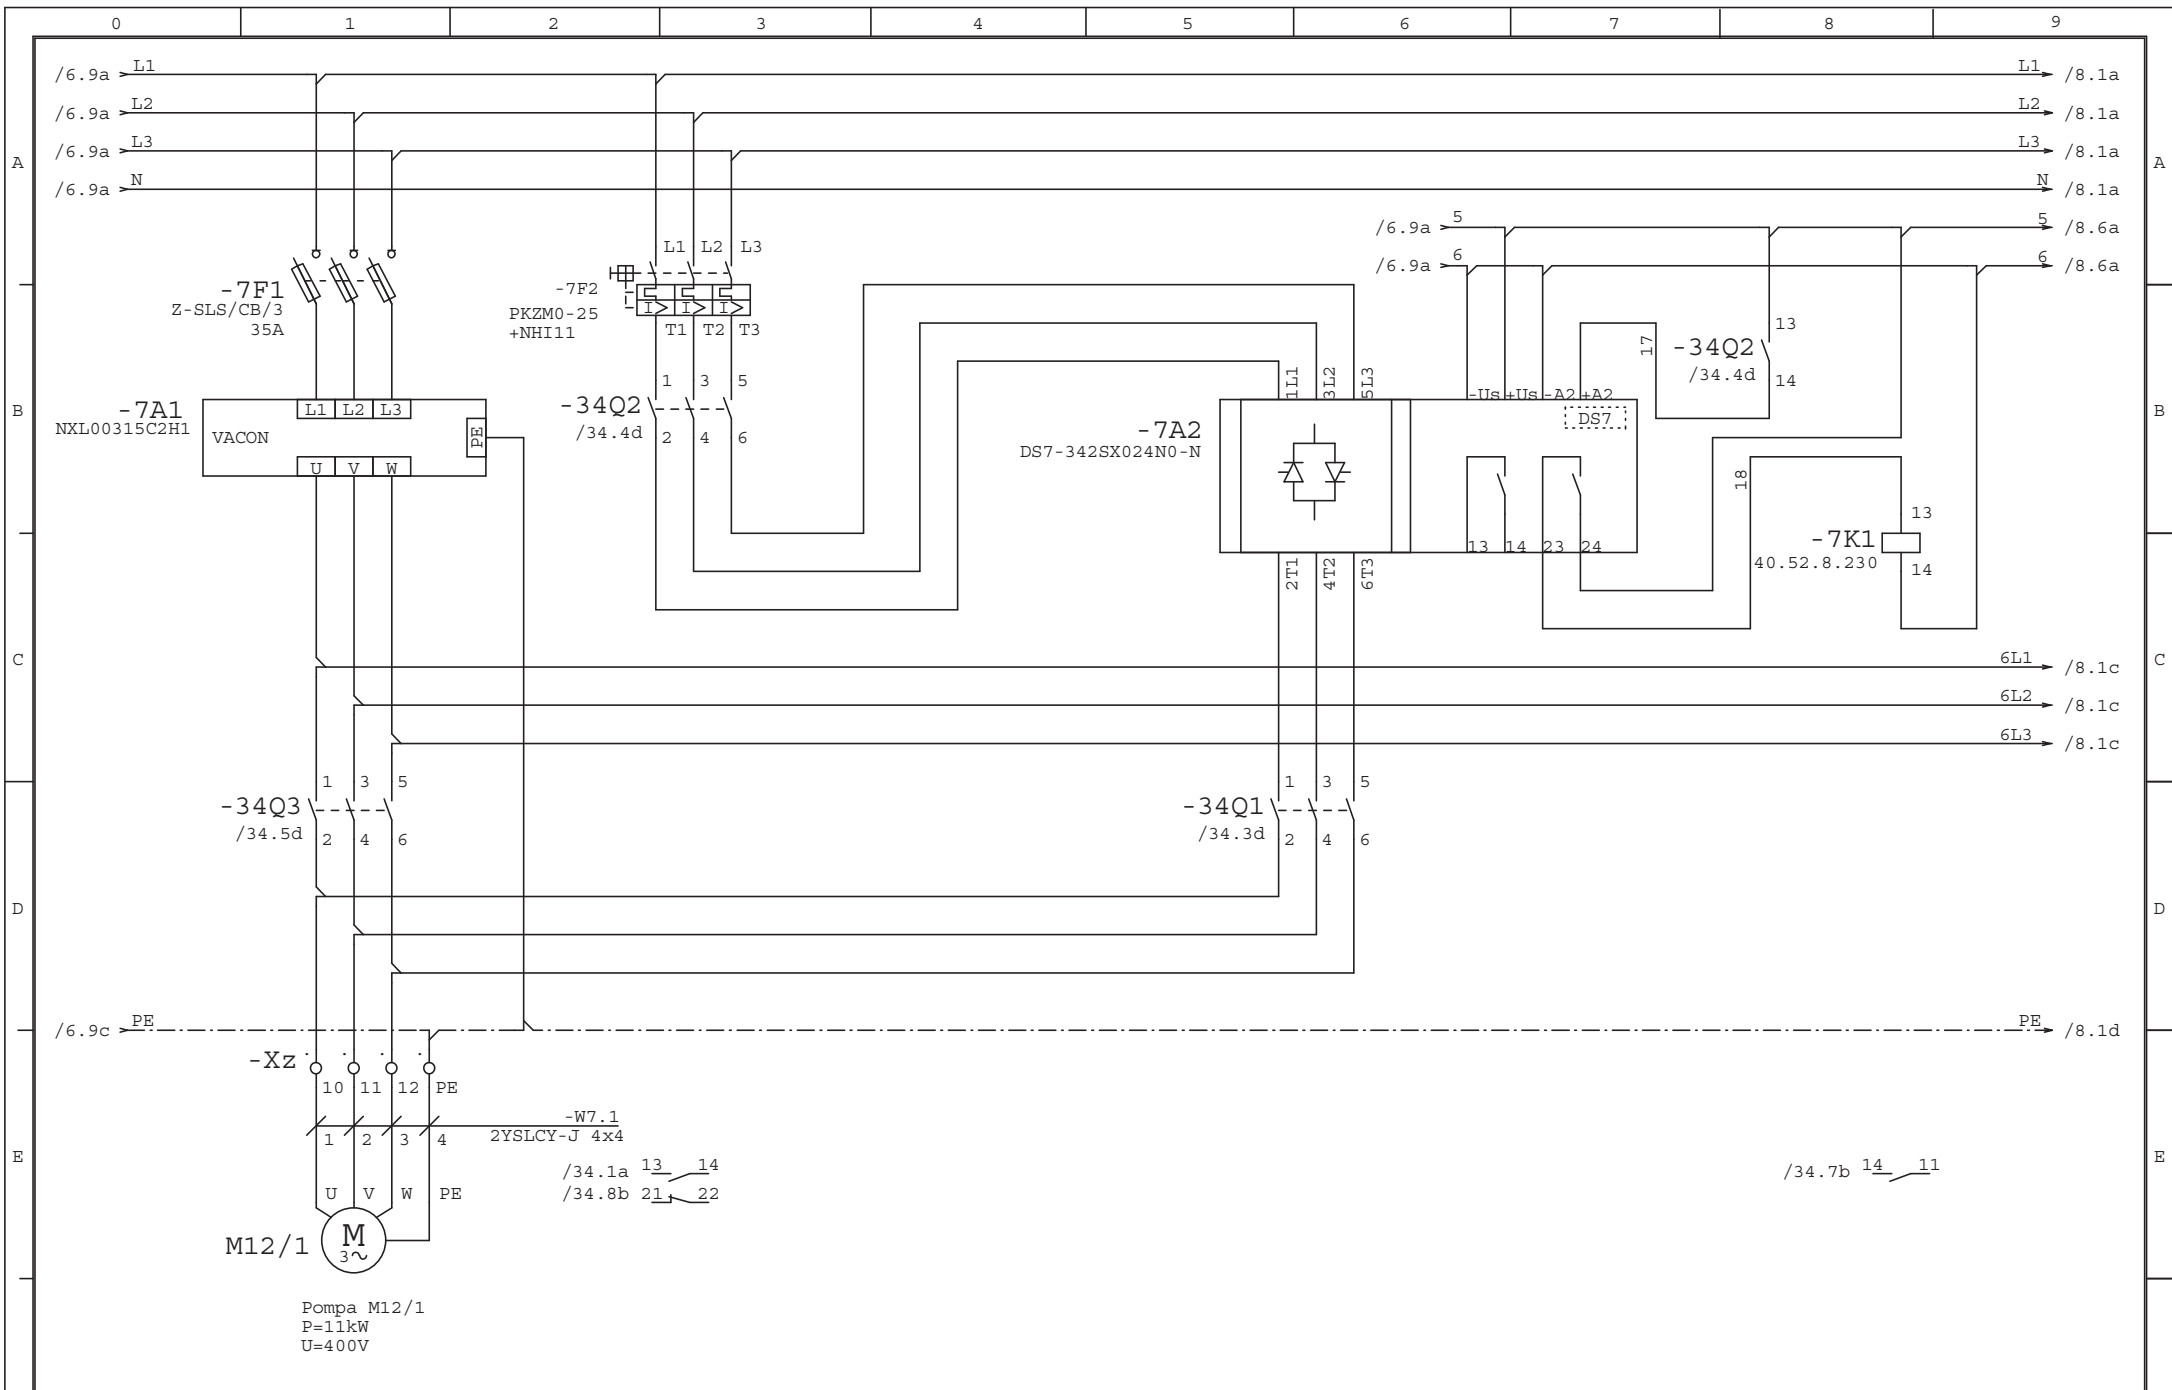 0 1 2 3 4 5 6 7 8 9
/6.9a L1 L1 /8.1a
/6.9a L2 L2 /8.1a
/6.9a L3 L3 /8.1a
A A
/6.9a N N /8.1a
/6.9a 5 5 /8.6a
/6.9a 6 6 /8.6a
L1 L2 L3
-7F1
Z-SLS/CB/3
35A
-7F2
PKZM0-25
+NHI11
I> I> I>
T1 T2 T3
13
17
-34Q2
/34.4d
14
B B
-7A1
NXL00315C2H1
VACON
L1 L2 L3
PE
U V W
1 3 5
-34Q2
/34.4d
2 4 6
1L1 3L2 5L3
-Us +Us -A2 +A2
DS7
-7A2
DS7-342SX024N0-N
13 14 23 24
2T1 4T2 6T3
18
13
-7K1
40.52.8.230
14
C C
6L1 /8.1c
6L2 /8.1c
6L3 /8.1c
1 3 5
-34Q3
/34.5d
2 4 6
1 3 5
-34Q1
/34.3d
2 4 6
D D
/6.9c PE PE /8.1d
-Xz
10 11 12 PE
-W7.1
2YSLCY-J 4x4
1 2 3 4
E E
/34.1a 13 14
/34.8b 21 22
/34.7b 14 11
U V W PE
M12/1
M
3~
Pompa M12/1
P=11kW
U=400V